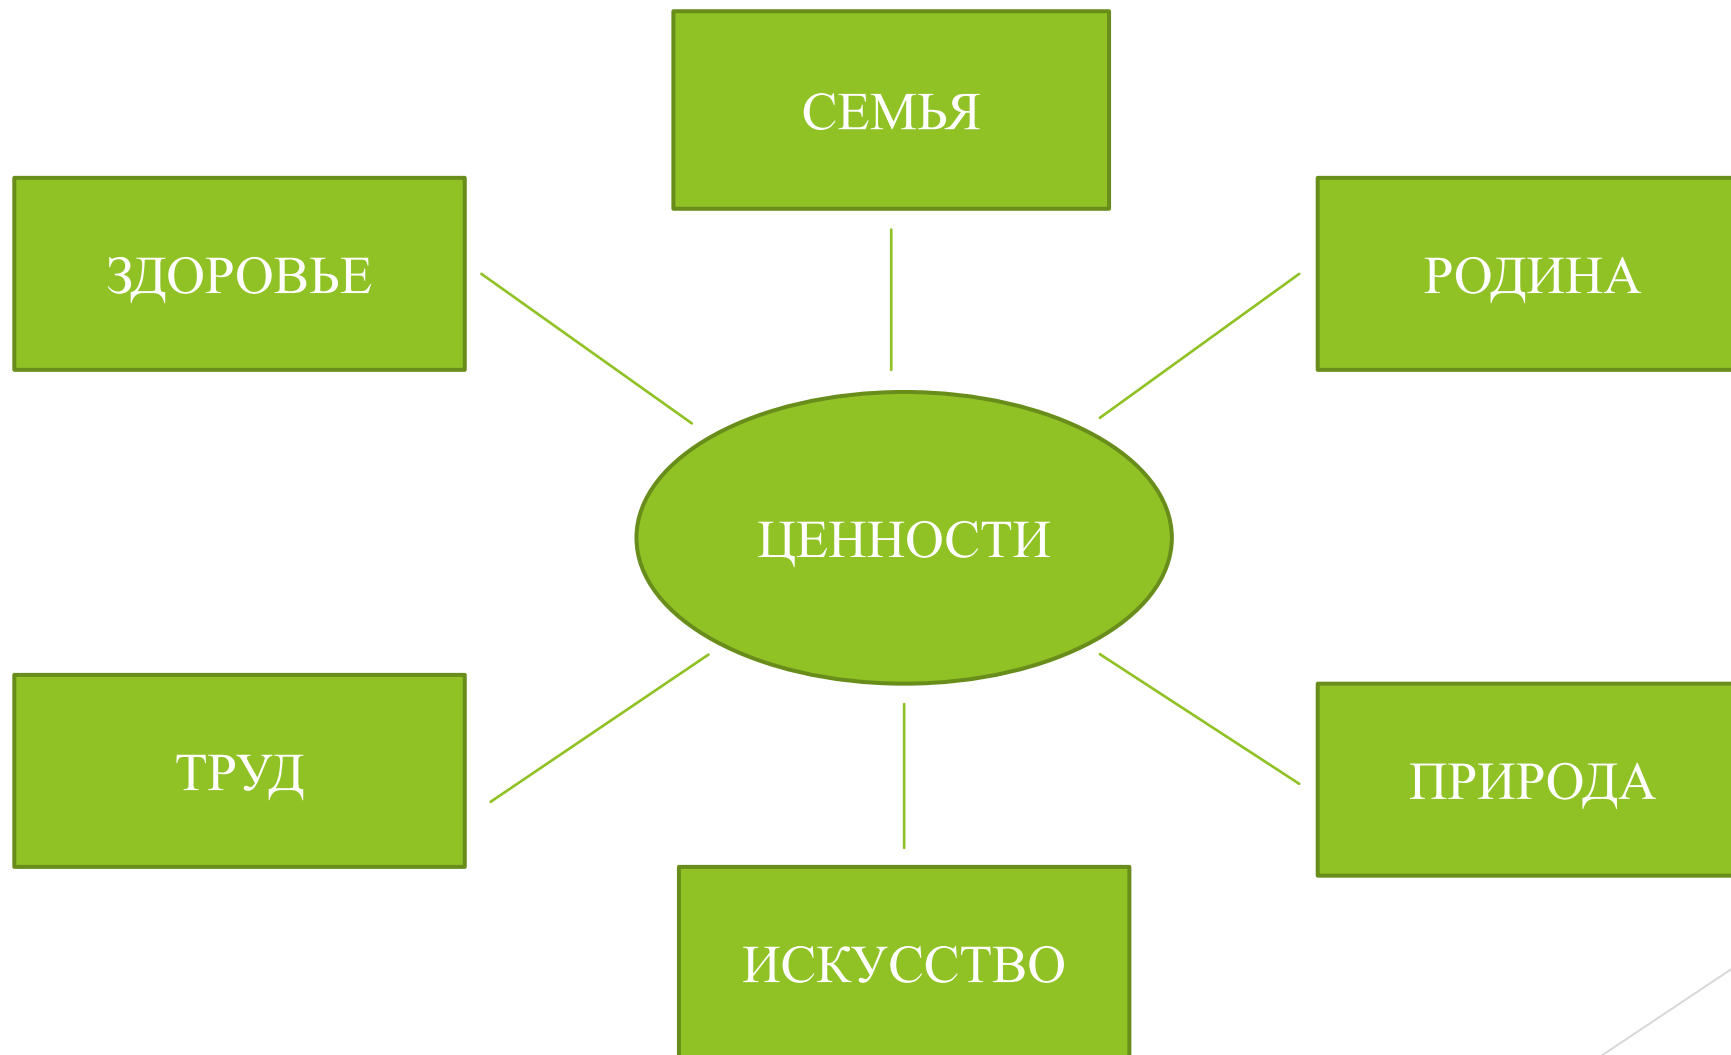 СЕМЬЯ
ЗДОРОВЬЕ
РОДИНА
ЦЕННОСТИ
ТРУД
ПРИРОДА
ИСКУССТВО